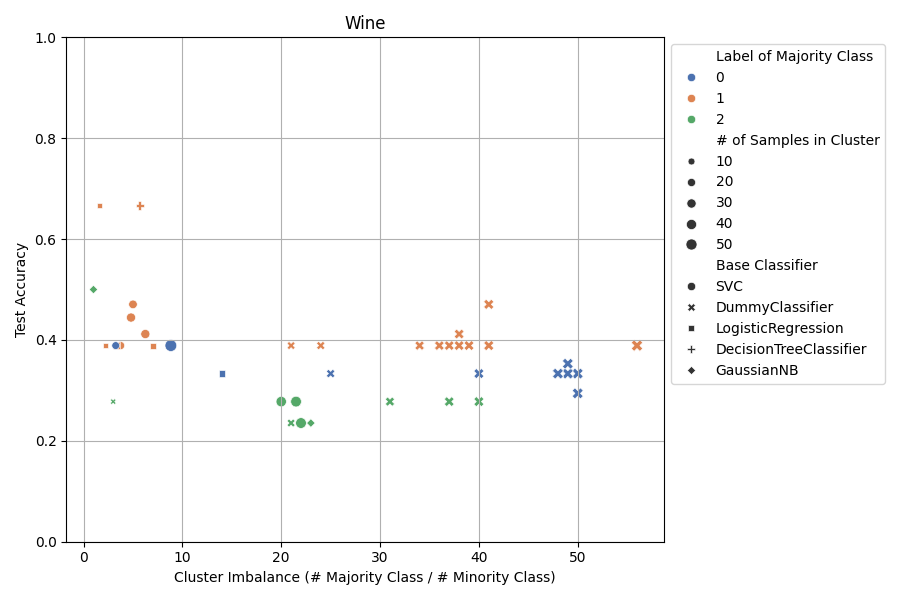 Wine
1.0
0.8
0.6
0.4
0.2
0.0
Test Accuracy
0 10 20 30 40 50
Cluster Imbalance (# Majority Class / # Minority Class)
Label of Majority Class
0
1
2
# of Samples in Cluster
10
20
30
40
50
Base Classifier
SVC
DummyClassifier
LogisticRegression
DecisionTreeClassifier
GaussianNB